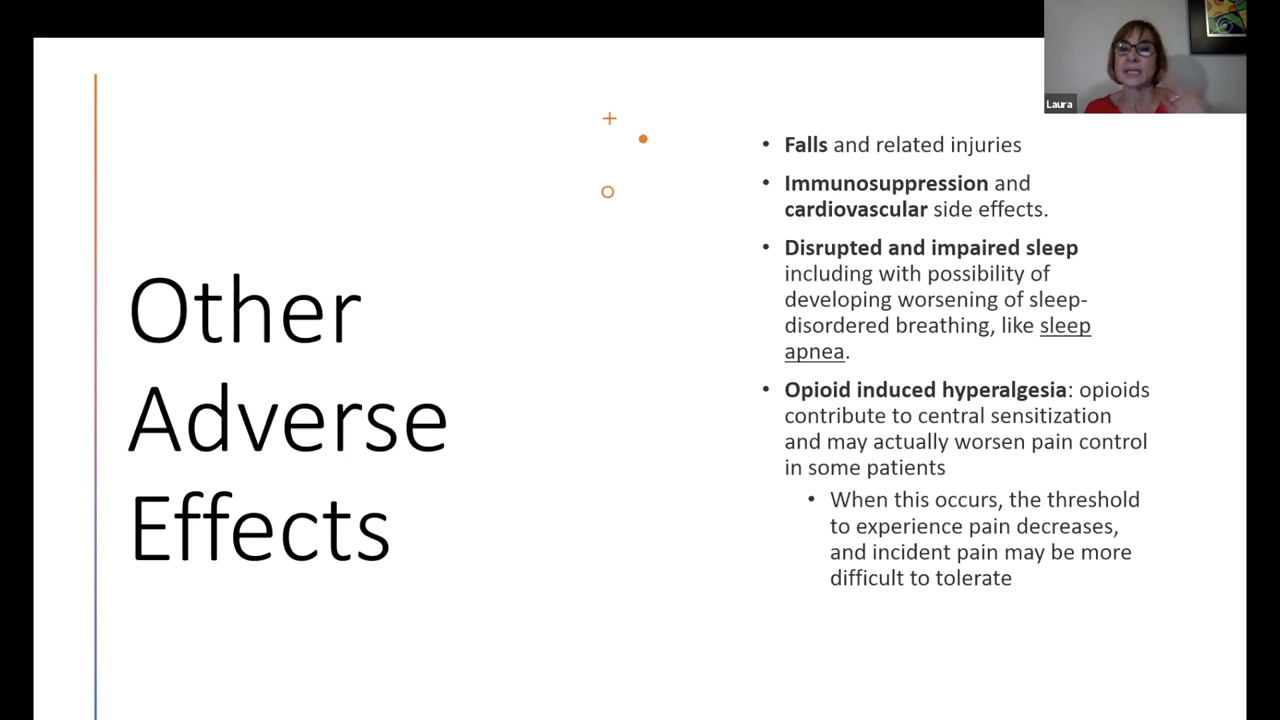 Laura
Other
Adverse
Effects
• Falls and related injuries
• Immunosuppression and
cardiovascular side effects.
• Disrupted and impaired sleep
including with possibility of
developing worsening of sleep-
disordered breathing, like sleep
apnea.
• Opioid induced hyperalgesia: opioids
contribute to central sensitization
and may actually worsen pain control
in some patients
• When this occurs, the threshold
to experience pain decreases,
and incident pain may be more
difficult to tolerate